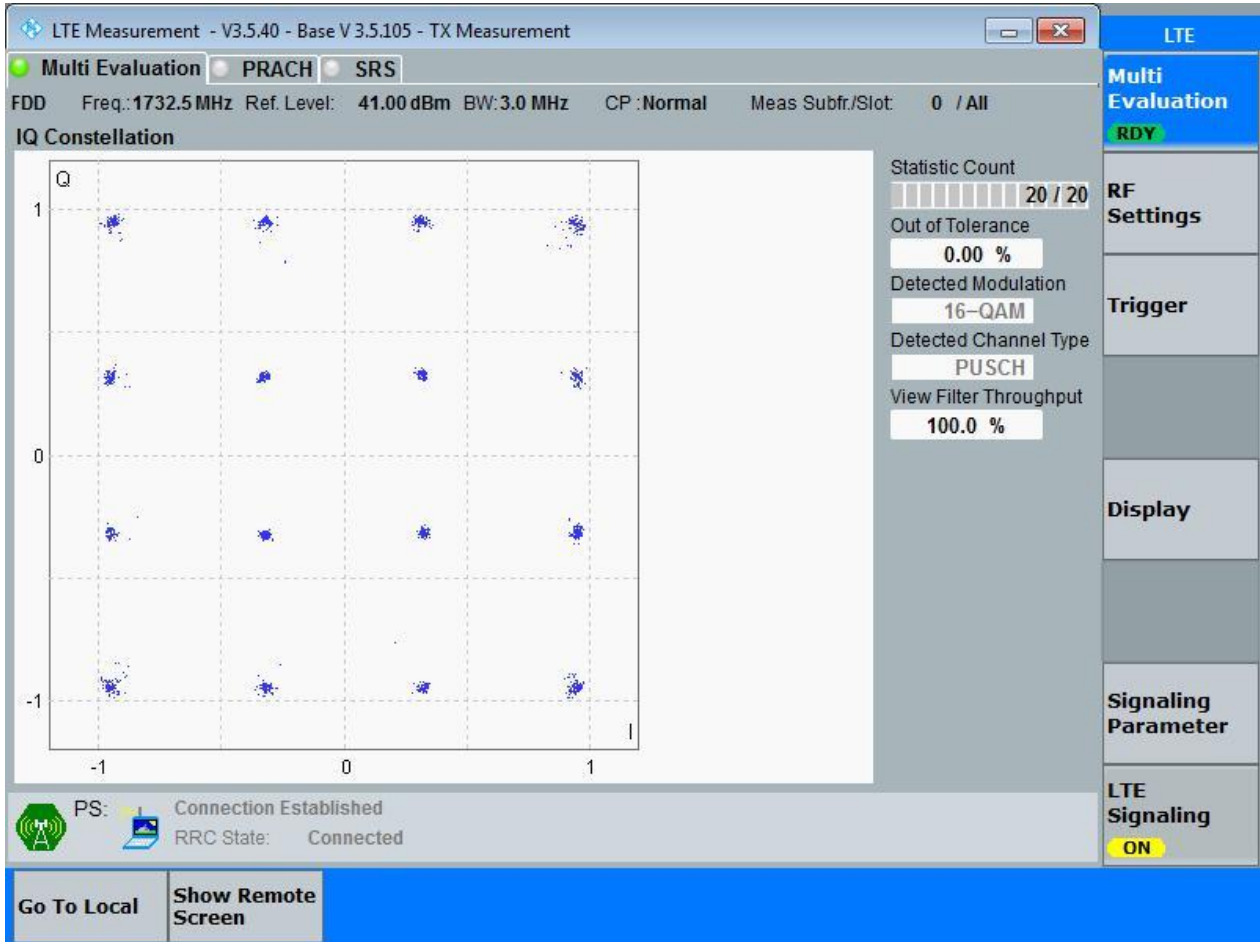 LTE Measurement - V3.5.40 - Base V 3.5.105 - TX Measurement
LTE
Multi Evaluation PRACH SRS
FDD Freq.: 1732.5 MHz Ref. Level: 41.00 dBm BW: 3.0 MHz CP : Normal Meas Subfr./Slot: 0 / All
IQ Constellation
Q
1
0
-1
I
-1 0 1
Statistic Count
20 / 20
Out of Tolerance
0.00 %
Detected Modulation
16-QAM
Detected Channel Type
PUSCH
View Filter Throughput
100.0 %
Multi
Evaluation
RDY
RF
Settings
Trigger
Display
Signaling
Parameter
LTE
Signaling
ON
PS: Connection Established
RRC State: Connected
Go To Local
Show Remote
Screen